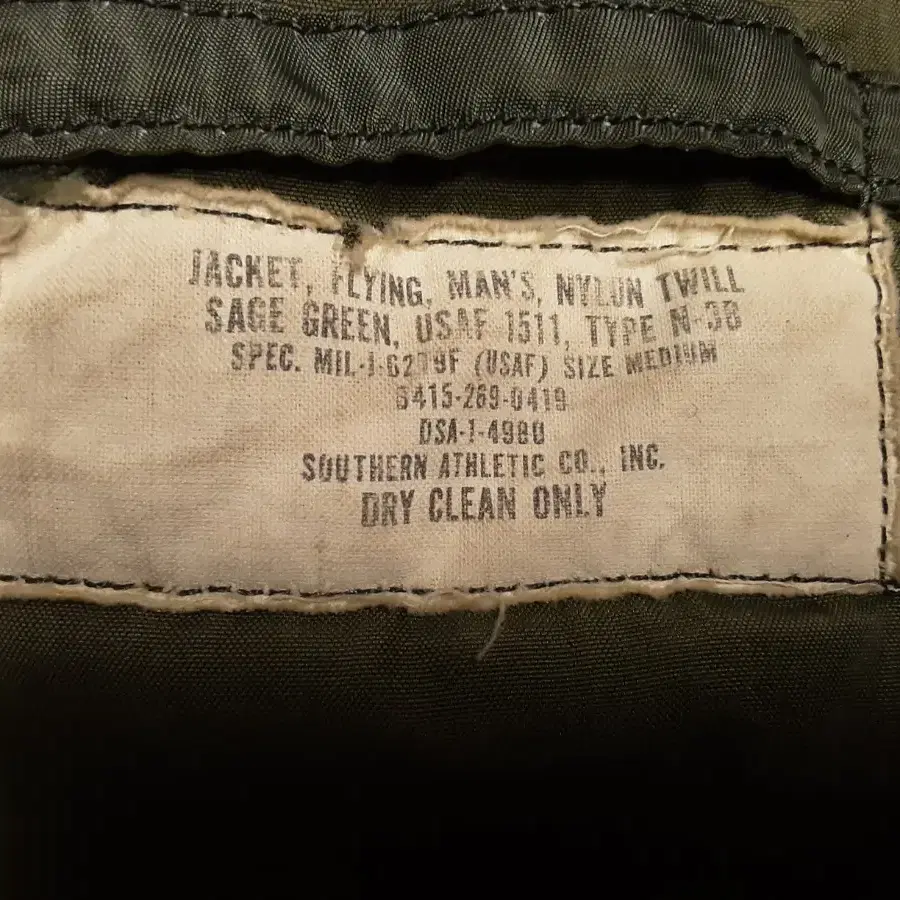 JACKET, FLYING, MAN'S, NYLON TWILL
SAGE GREEN, USAF 1511, TYPE N-3B
SPEC. MIL-J-6279F (USAF) SIZE MEDIUM
8415-269-0419
DSA-1-4980
SOUTHERN ATHLETIC CO., INC.
DRY CLEAN ONLY